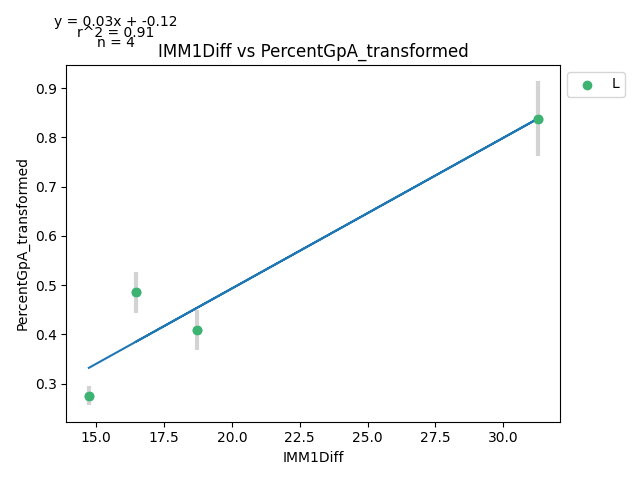 y = 0.03x + -0.12
r^2 = 0.91
n = 4
IMM1Diff vs PercentGpA_transformed
L
PercentGpA_transformed
0.9
0.8
0.7
0.6
0.5
0.4
0.3
15.0 17.5 20.0 22.5 25.0 27.5 30.0
IMM1Diff